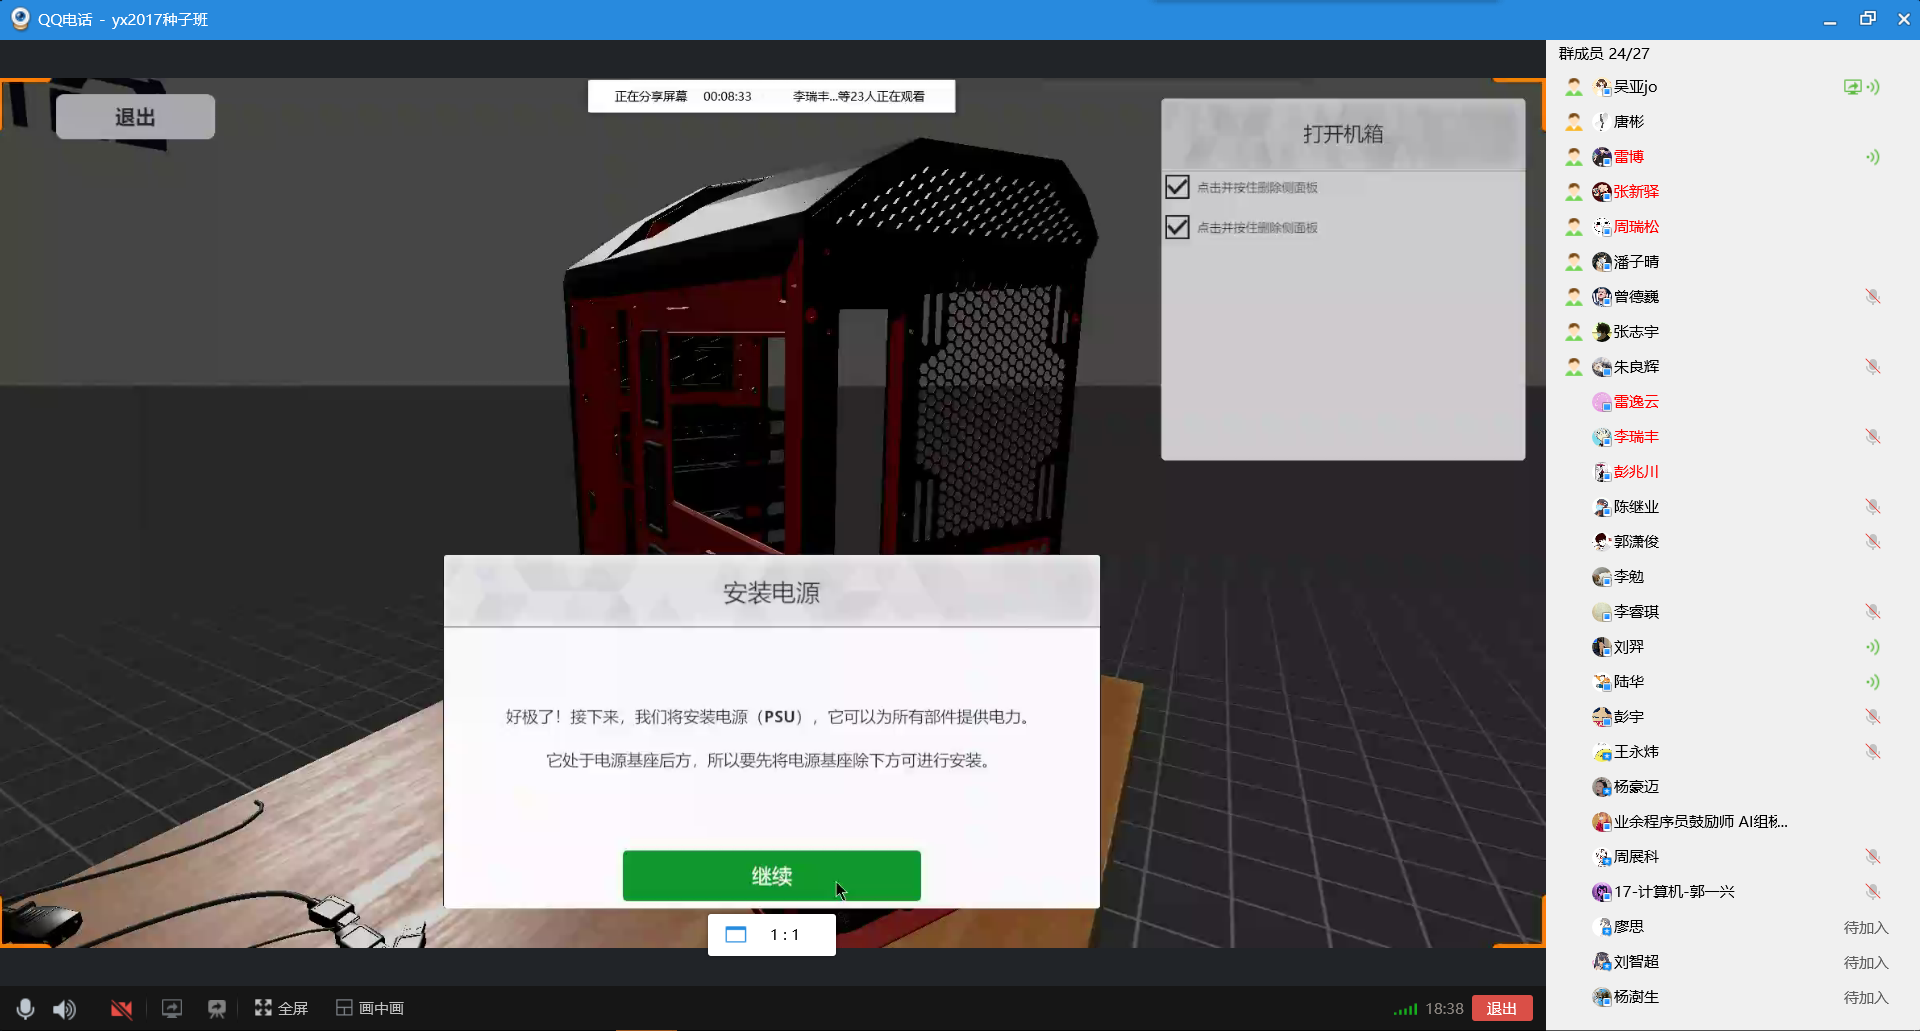 QQ电话 - yx2017种子班
群成员 24/27
退出
正在分享屏幕 00:08:33 李瑞丰...等23人正在观看
打开机箱
点击并按住删除侧面板
点击并按住删除侧面板
安装电源
好极了！接下来，我们将安装电源（PSU），它可以为所有部件提供电力。
它处于电源基座后方，所以要先将电源基座除下方可进行安装。
继续
1 : 1
吴亚jo
唐彬
雷博
张新驿
周瑞松
潘子晴
曾德巍
张志宇
朱良辉
雷逸云
李瑞丰
彭兆川
陈继业
郭潇俊
李勉
李睿琪
刘羿
陆华
彭宇
王永炜
杨豪迈
业余程序员鼓励师 AI组杨...
周展科
17-计算机-郭一兴
廖思 待加入
刘智超 待加入
杨澍生 待加入
全屏
画中画
18:38
退出